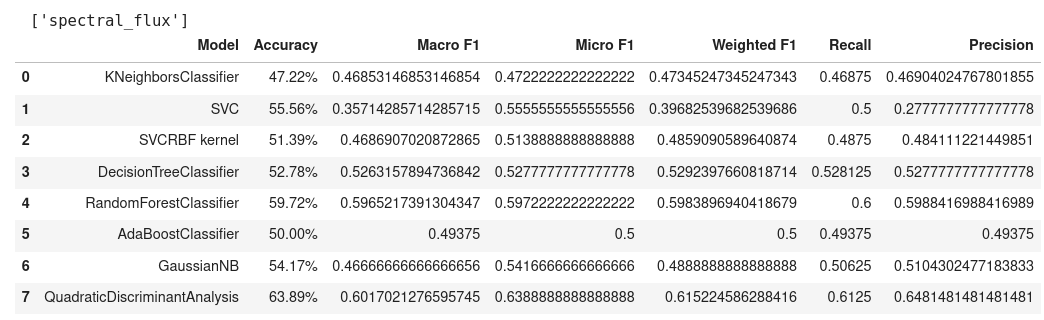 ['spectral_flux']
Model Accuracy Macro F1 Micro F1 Weighted F1 Recall Precision
0 KNeighborsClassifier 47.22% 0.46853146853146854 0.4722222222222222 0.47345247345247343 0.46875 0.46904024767801855
1 SVC 55.56% 0.35714285714285715 0.5555555555555556 0.39682539682539686 0.5 0.2777777777777778
2 SVCRBF kernel 51.39% 0.4686907020872865 0.5138888888888888 0.4859090589640874 0.4875 0.484111221449851
3 DecisionTreeClassifier 52.78% 0.5263157894736842 0.5277777777777778 0.5292397660818714 0.528125 0.5277777777777778
4 RandomForestClassifier 59.72% 0.5965217391304347 0.5972222222222222 0.5983896940418679 0.6 0.5988416988416989
5 AdaBoostClassifier 50.00% 0.49375 0.5 0.5 0.49375 0.49375
6 GaussianNB 54.17% 0.46666666666666656 0.5416666666666666 0.4888888888888888 0.50625 0.5104302477183833
7 QuadraticDiscriminantAnalysis 63.89% 0.6017021276595745 0.6388888888888888 0.615224586288416 0.6125 0.6481481481481481